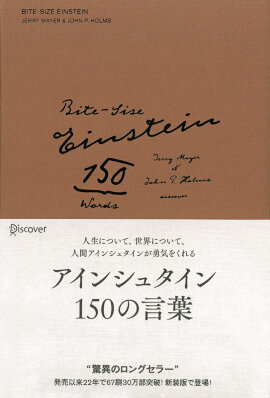 BITE-SIZE EINSTEIN
JERRY MAYER & JOHN P. HOLMS
Bite-Sise
Einstein
150
Words
Jerry Mayer
&
John P. Holms
Discover
Discover
人生について、世界について、
人間アインシュタインが勇気をくれる
アインシュタイン
150の言葉
“驚異のロングセラー”
発売以来22年で67刷30万部突破！新装版で登場！